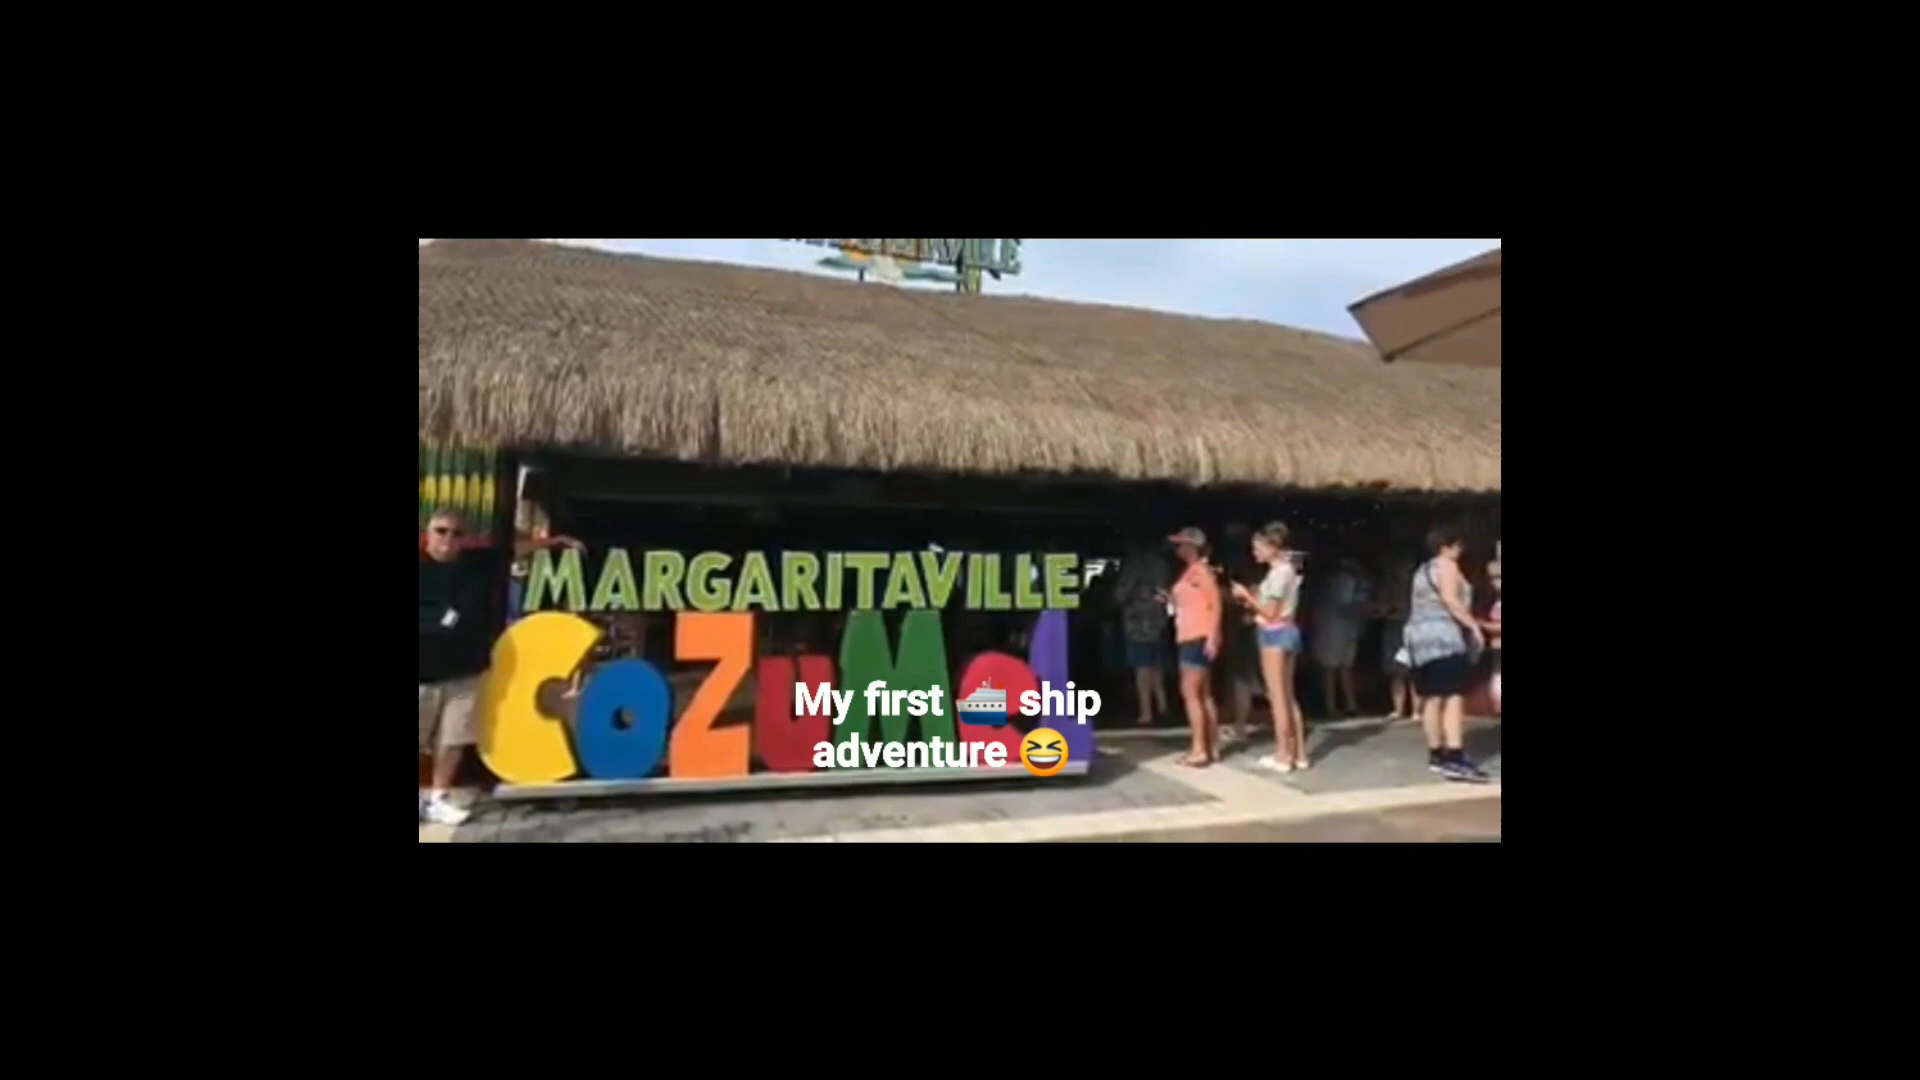 MARGARITAVILLE
COZUMEL
My first 🛳️ ship
adventure 😆